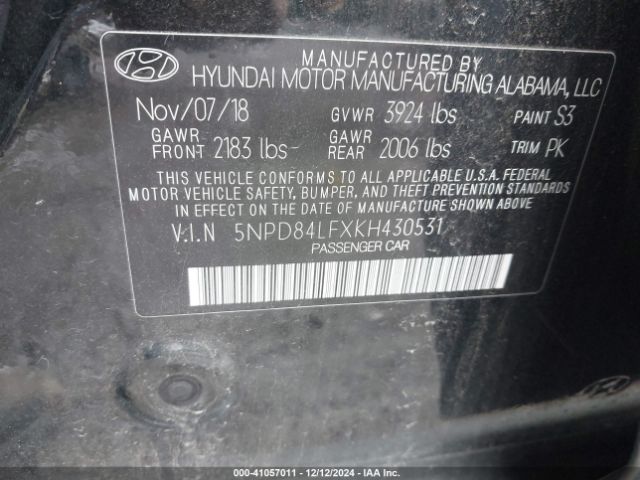 MANUFACTURED BY
HYUNDAI MOTOR MANUFACTURING ALABAMA, LLC
Nov/07/18 GVWR 3924 lbs PAINT S3
GAWR FRONT 2183 lbs GAWR REAR 2006 lbs TRIM PK
THIS VEHICLE CONFORMS TO ALL APPLICABLE U.S.A. FEDERAL
MOTOR VEHICLE SAFETY, BUMPER, AND THEFT PREVENTION STANDARDS
IN EFFECT ON THE DATE OF MANUFACTURE SHOWN ABOVE
V.I.N 5NPD84LFXKH430531
PASSENGER CAR
000-41057011 - 12/12/2024 - IAA Inc.